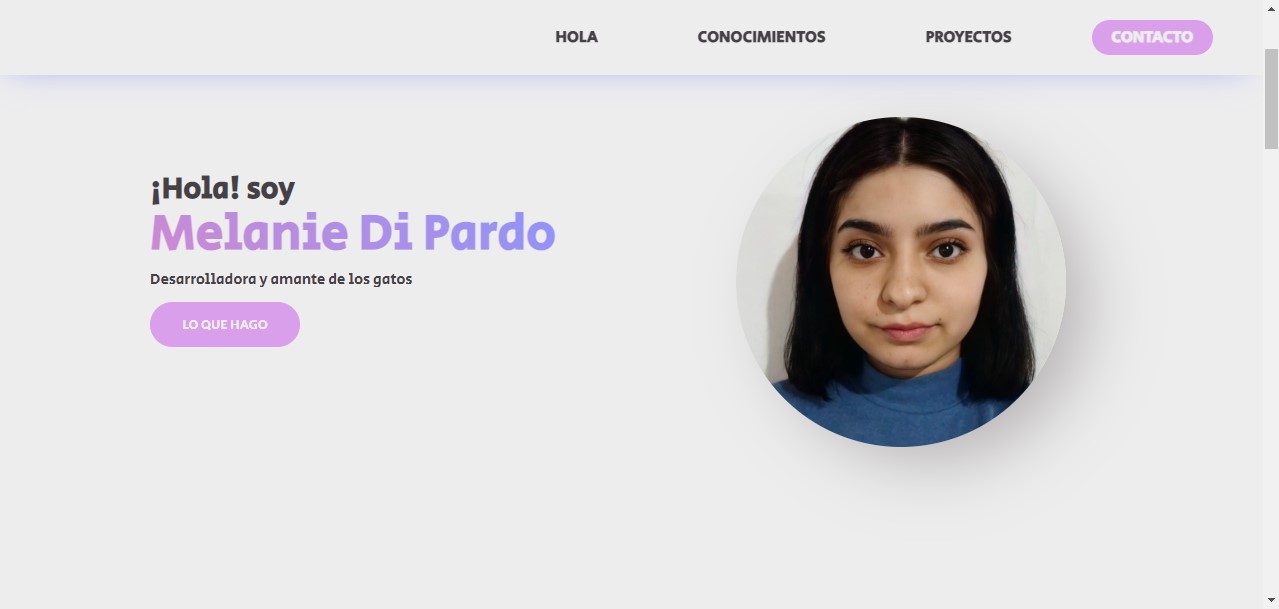 HOLA CONOCIMIENTOS PROYECTOS CONTACTO
¡Hola! soy
Melanie Di Pardo
Desarrolladora y amante de los gatos
LO QUE HAGO